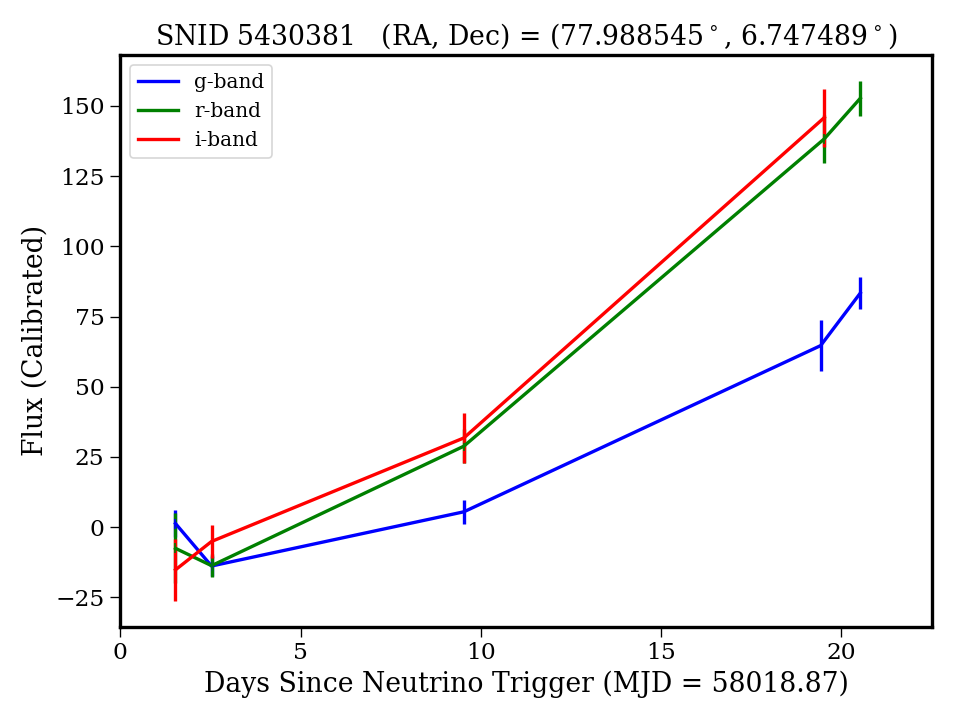 SNID 5430381 (RA, Dec) = (77.988545°, 6.747489°)
g-band
r-band
i-band
150
125
100
75
50
25
0
−25
Flux (Calibrated)
0 5 10 15 20
Days Since Neutrino Trigger (MJD = 58018.87)